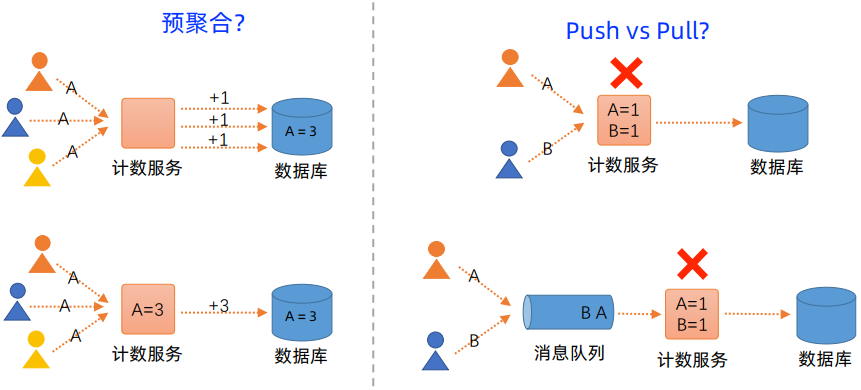 预聚合？
A
A
A
+1
+1
+1
A = 3
计数服务
数据库
A
A
A
A=3
+3
A = 3
计数服务
数据库
Push vs Pull?
A
B
A=1
B=1
计数服务
数据库
A
B
B A
消息队列
A=1
B=1
计数服务
数据库